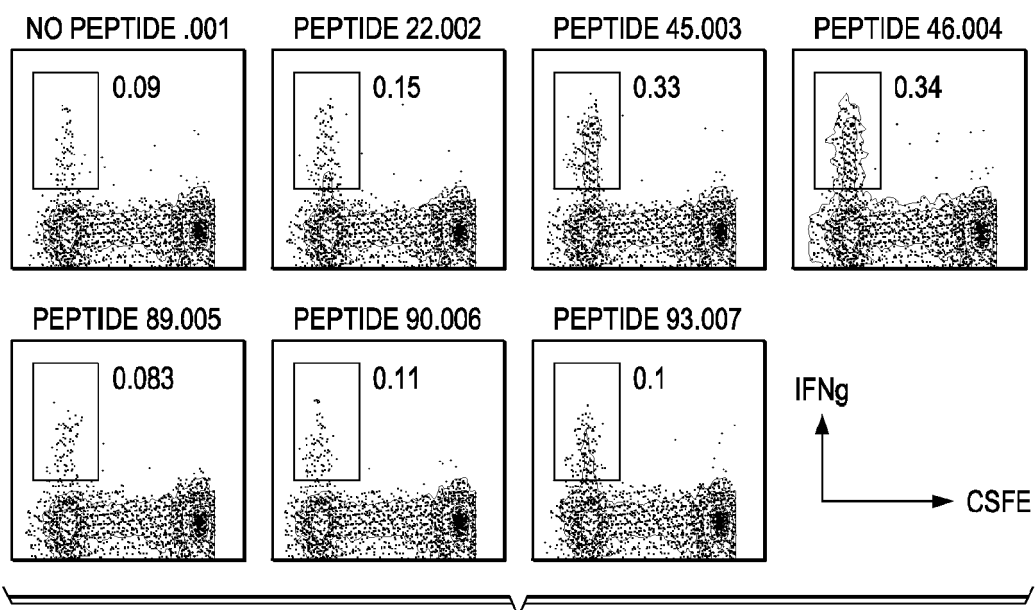 NO PEPTIDE .001
PEPTIDE 22.002
PEPTIDE 45.003
PEPTIDE 46.004
0.09
0.15
0.33
0.34
PEPTIDE 89.005
PEPTIDE 90.006
PEPTIDE 93.007
0.083
0.11
0.1
IFNg
CSFE